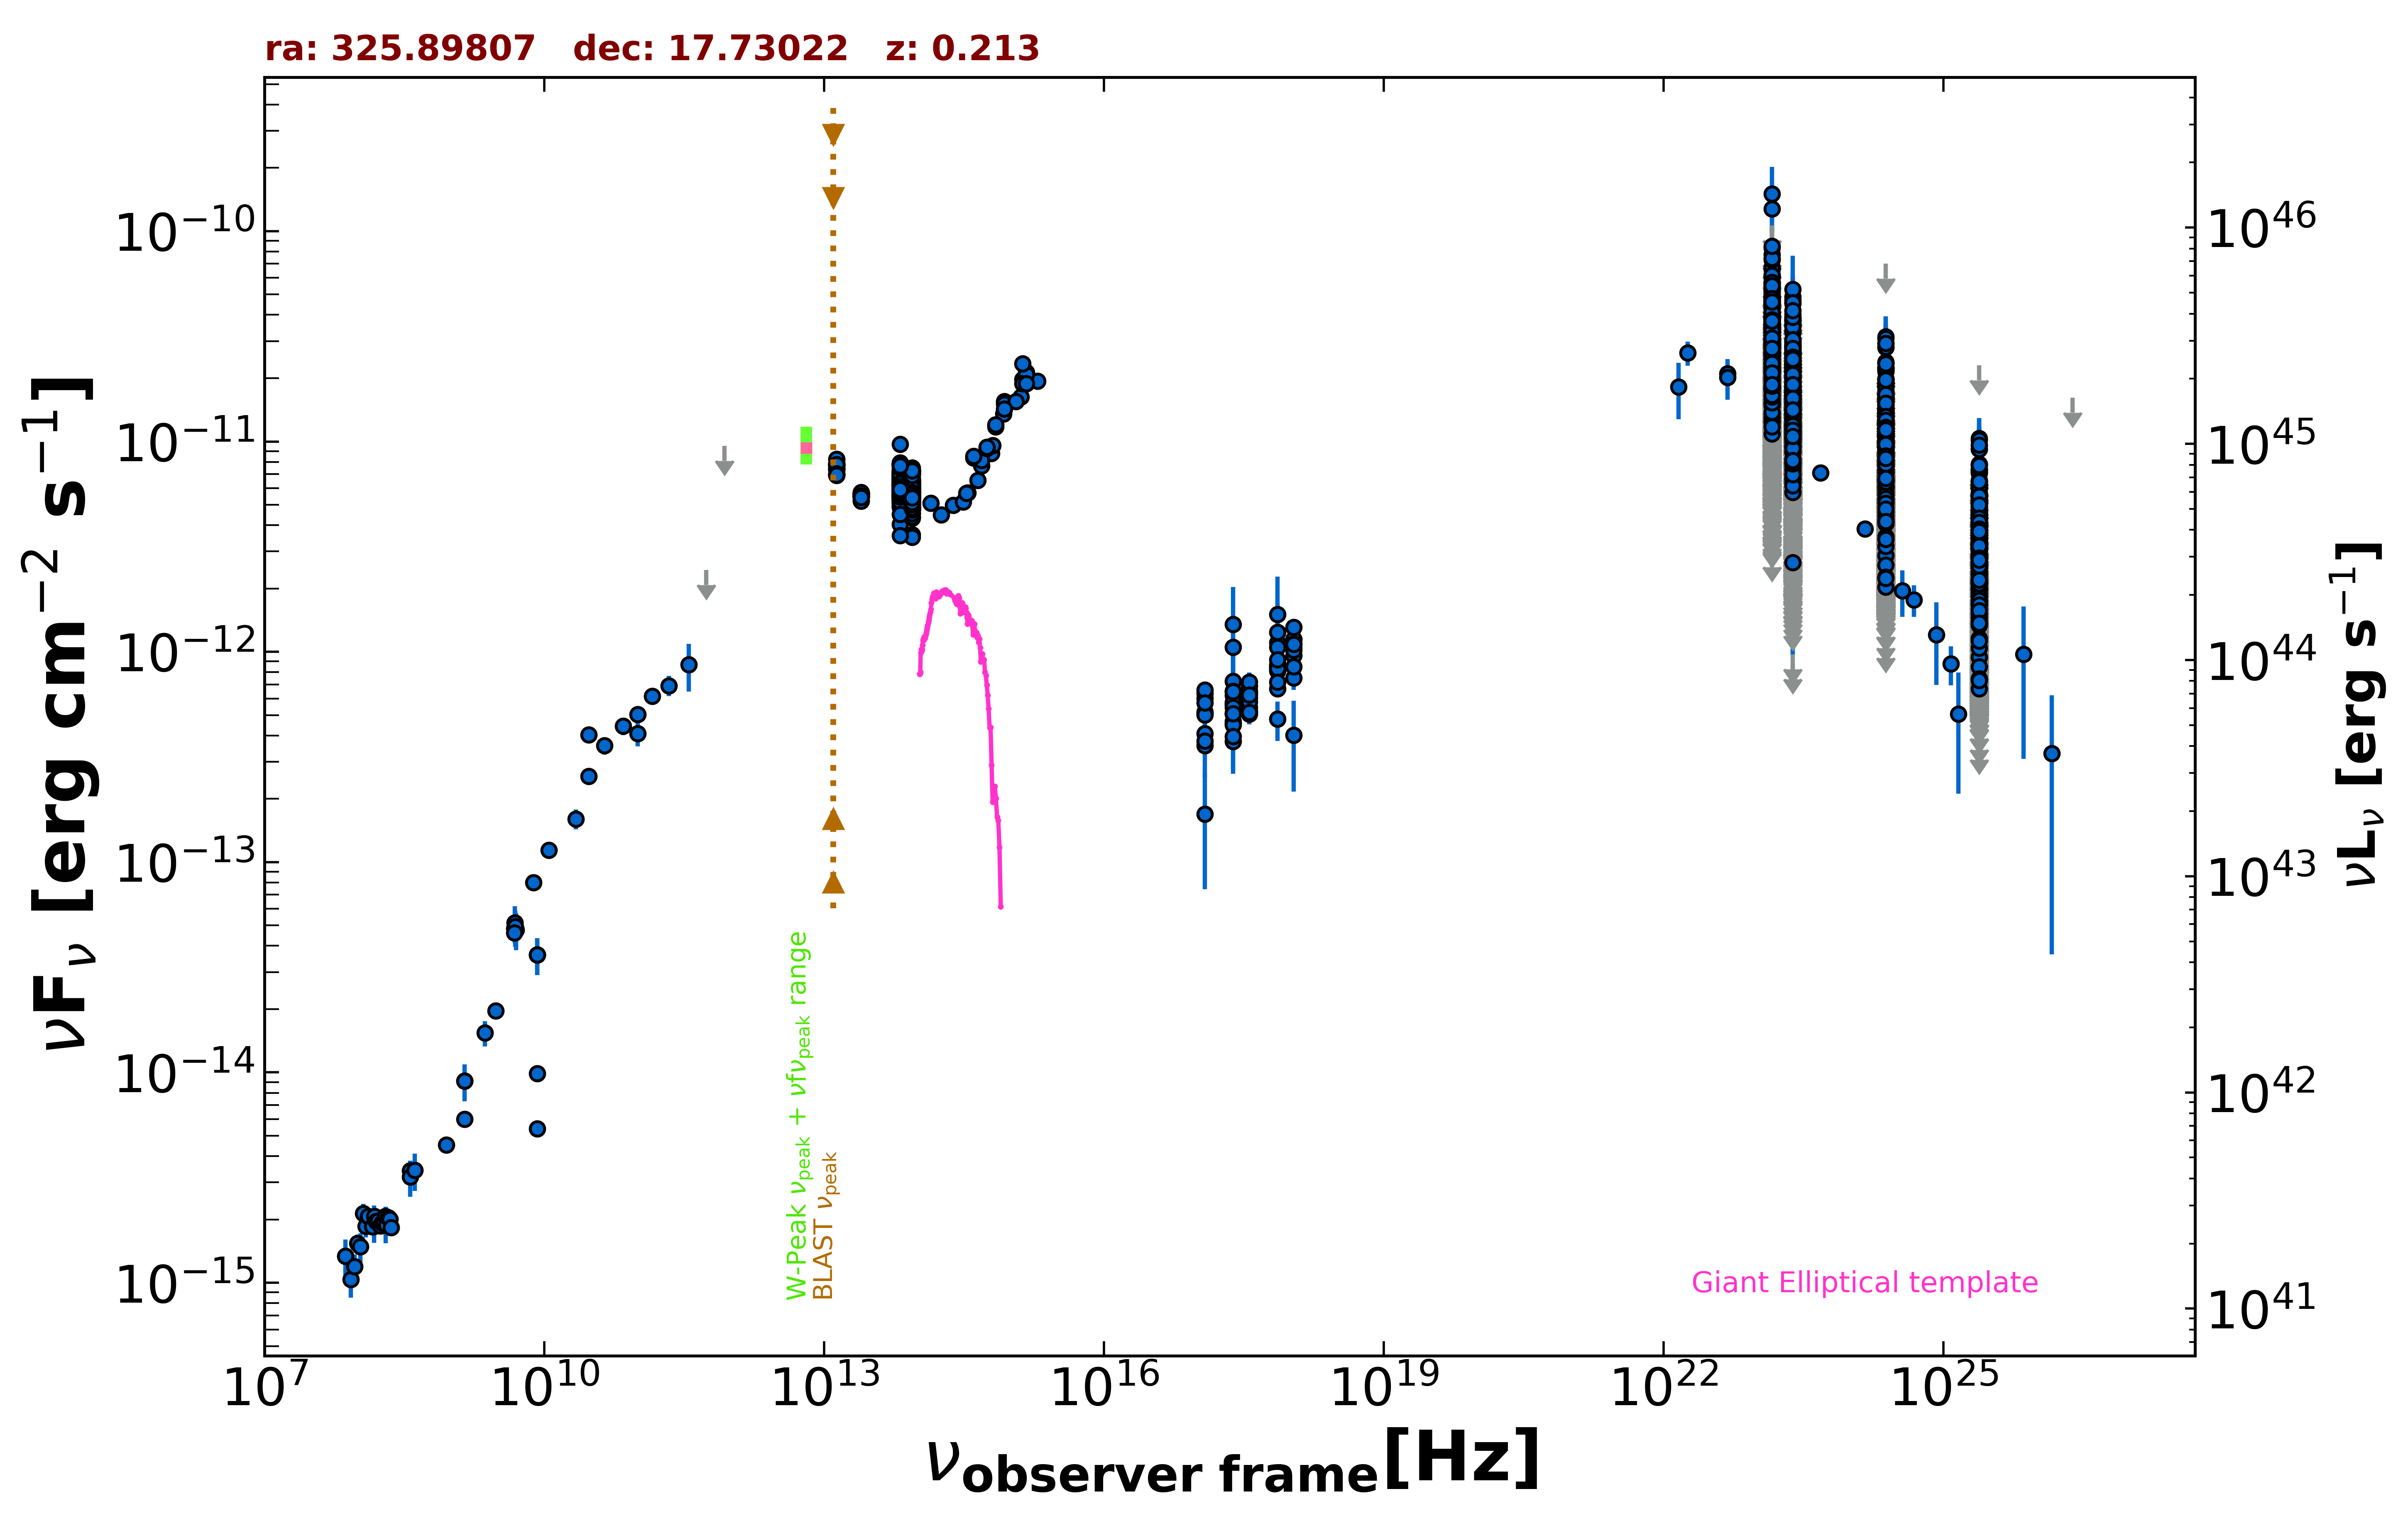 ra: 325.89807   dec: 17.73022   z: 0.213
νFν [erg cm−2 s−1]
10−10
10−11
10−12
10−13
10−14
10−15
1046
1045
1044
1043
1042
1041
νLν [erg s−1]
W-Peak νpeak + νfνpeak range
BLAST νpeak
Giant Elliptical template
107
1010
1013
1016
1019
1022
1025
νobserver frame[Hz]